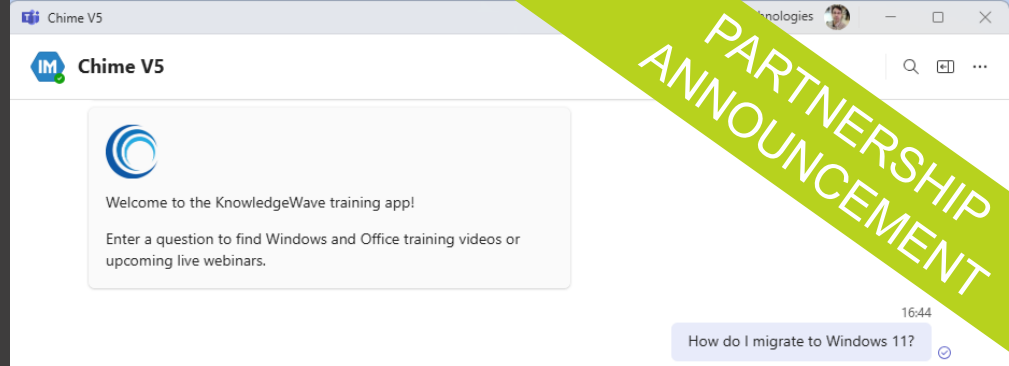 Chime V5
IM
Chime V5
PARTNERSHIP
ANNOUNCEMENT
Welcome to the KnowledgeWave training app!
Enter a question to find Windows and Office training videos or
upcoming live webinars.
16:44
How do I migrate to Windows 11?